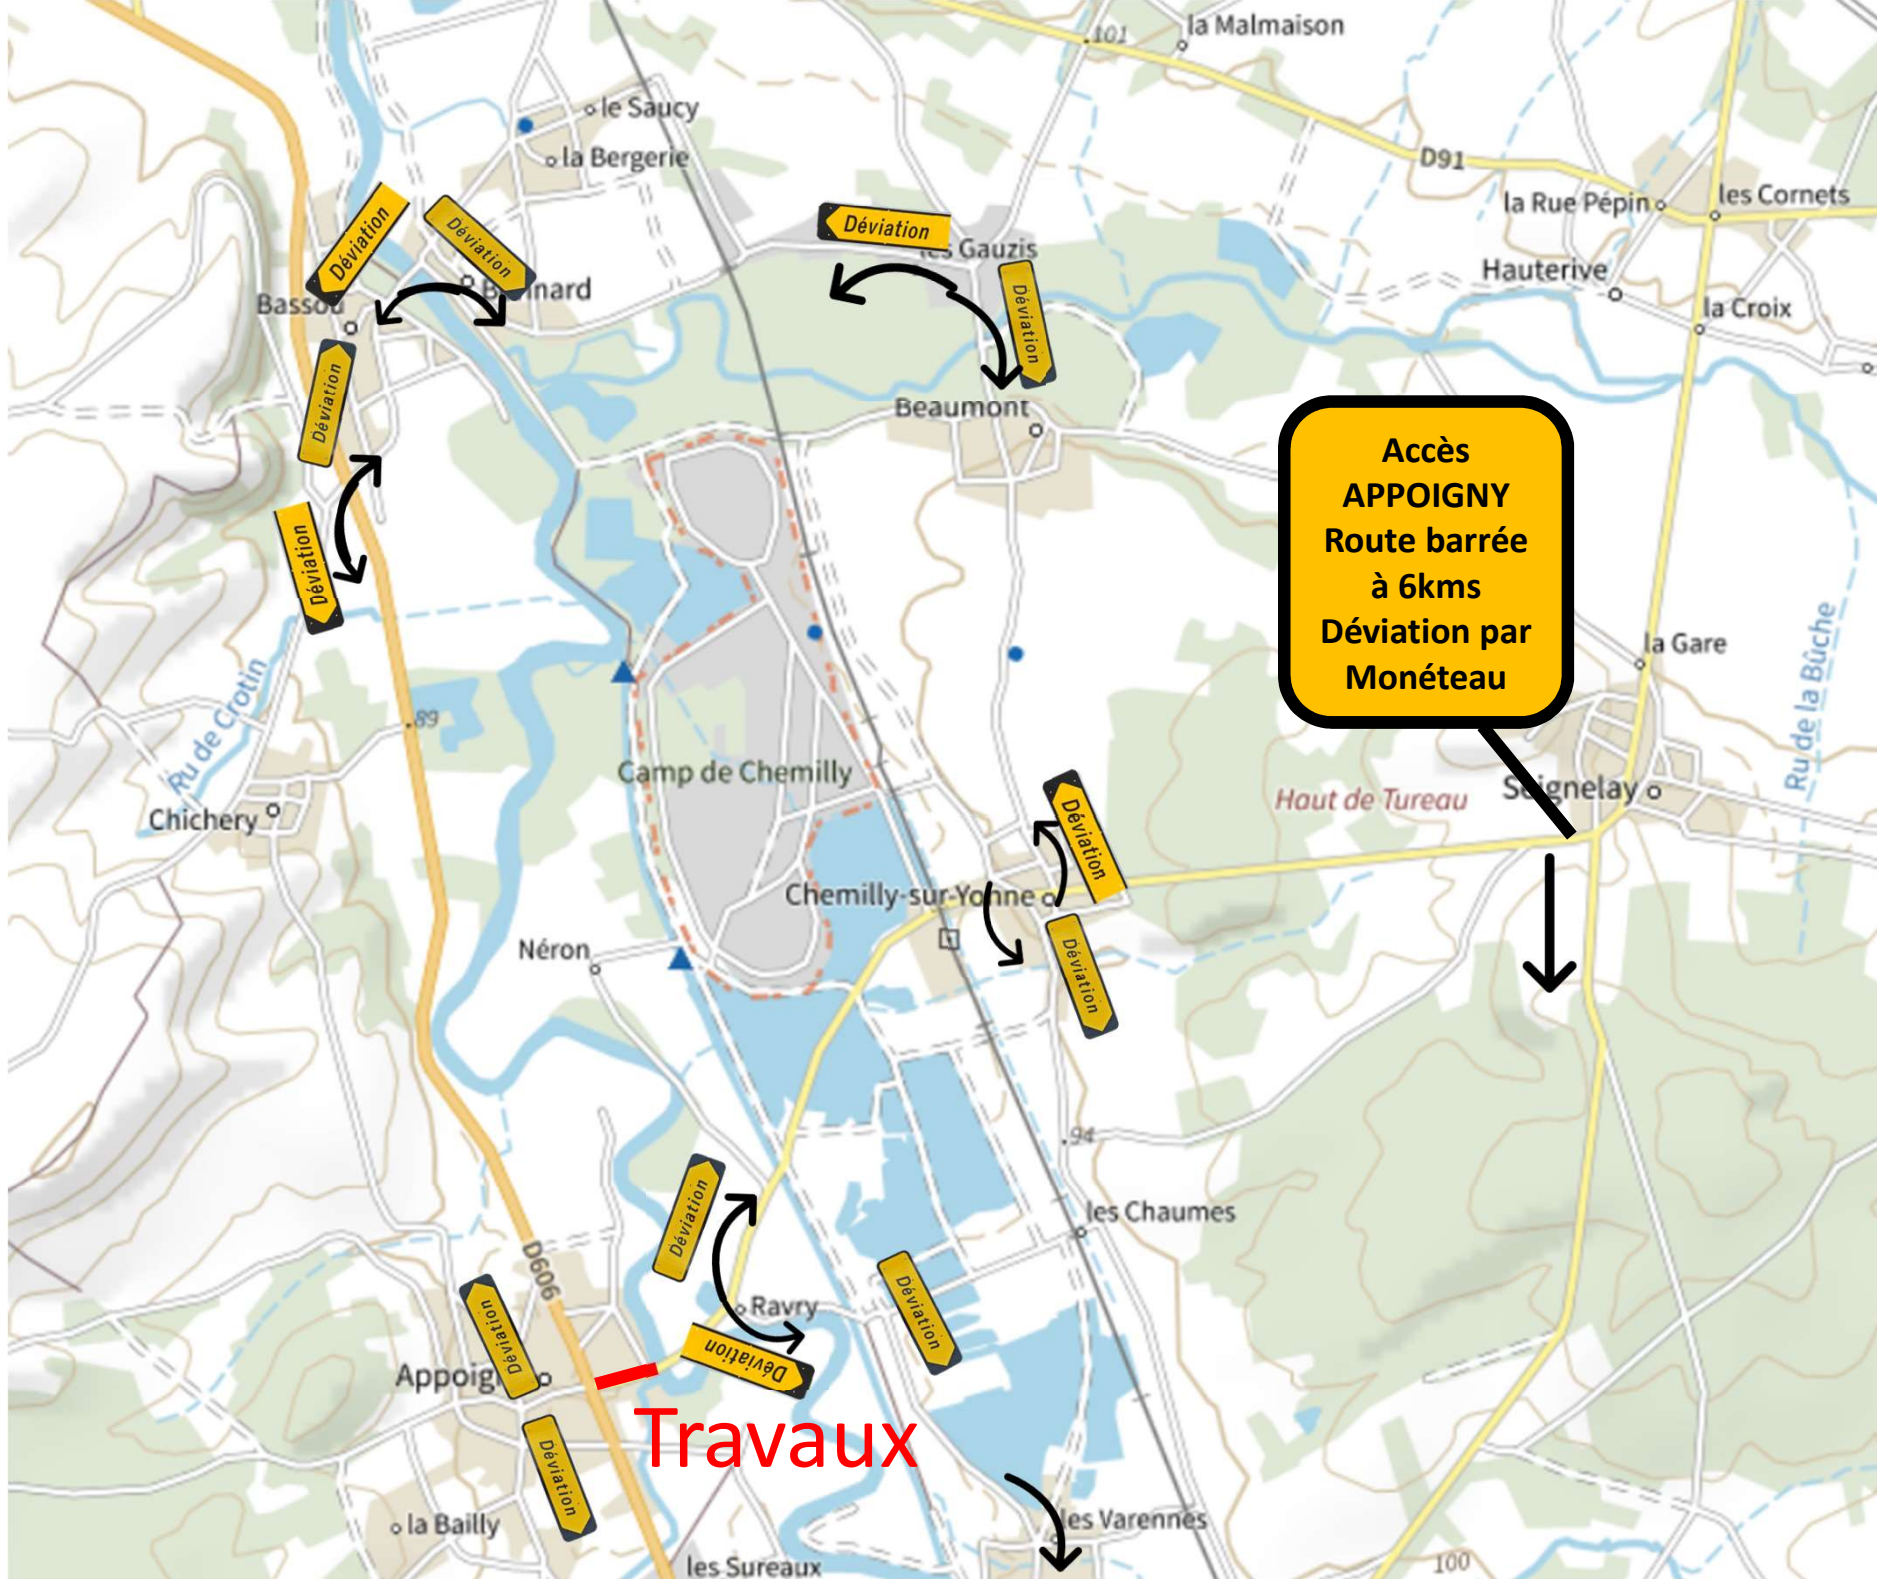 la Malmaison
101
le Saucy
la Bergerie
D91
la Rue Pépin
les Cornets
Déviation
Déviation
Déviation
les Gauzis
Hauterive
Bassou
Déviation
la Croix
Déviation
Beaumont
Accès
APPOIGNY
Route barrée
à 6kms
Déviation par
Monéteau
Déviation
la Gare
Ru de Crotin
Ru de la Bûche
89
Camp de Chemilly
Haut de Tureau
Seignelay
Chichery
Déviation
Chemilly-sur-Yonne
Néron
Déviation
94
Déviation
les Chaumes
D606
Déviation
Ravry
Déviation
Déviation
Appoig
Travaux
Déviation
la Bailly
les Varennes
les Sureaux
100